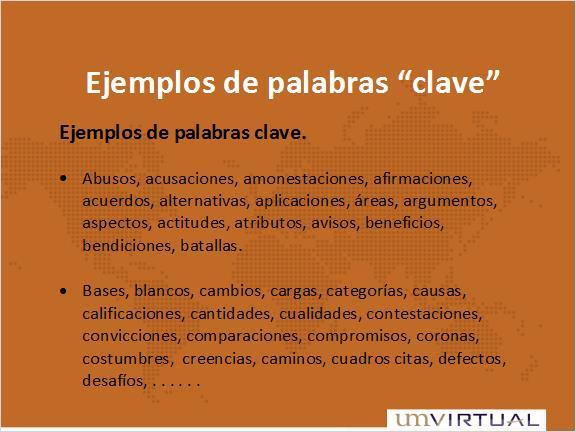 Ejemplos de palabras “clave”
Ejemplos de palabras clave.
• Abusos, acusaciones, amonestaciones, afirmaciones,
acuerdos, alternativas, aplicaciones, áreas, argumentos,
aspectos, actitudes, atributos, avisos, beneficios,
bendiciones, batallas.
• Bases, blancos, cambios, cargas, categorías, causas,
calificaciones, cantidades, cualidades, contestaciones,
convicciones, comparaciones, compromisos, coronas,
costumbres,  creencias, caminos, cuadros citas, defectos,
desafíos, . . . . . .
UMVIRTUAL